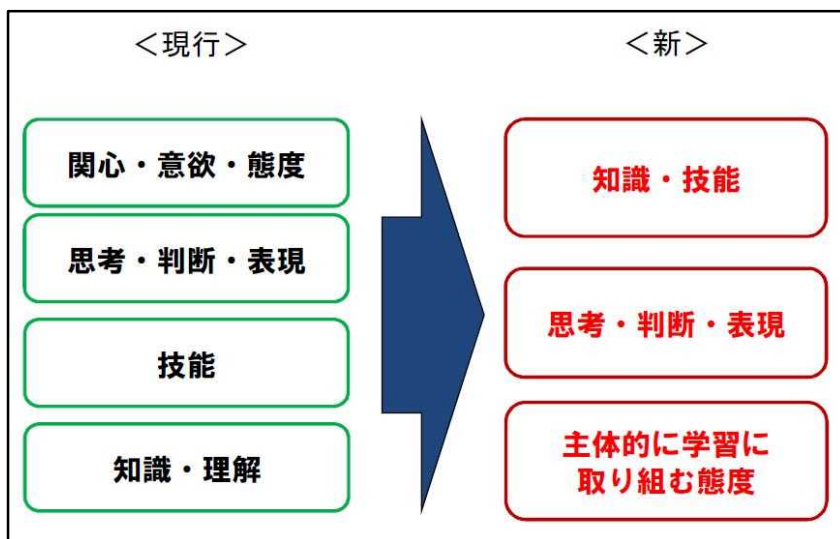 ＜現行＞
関心・意欲・態度
思考・判断・表現
技能
知識・理解
＜新＞
知識・技能
思考・判断・表現
主体的に学習に
取り組む態度